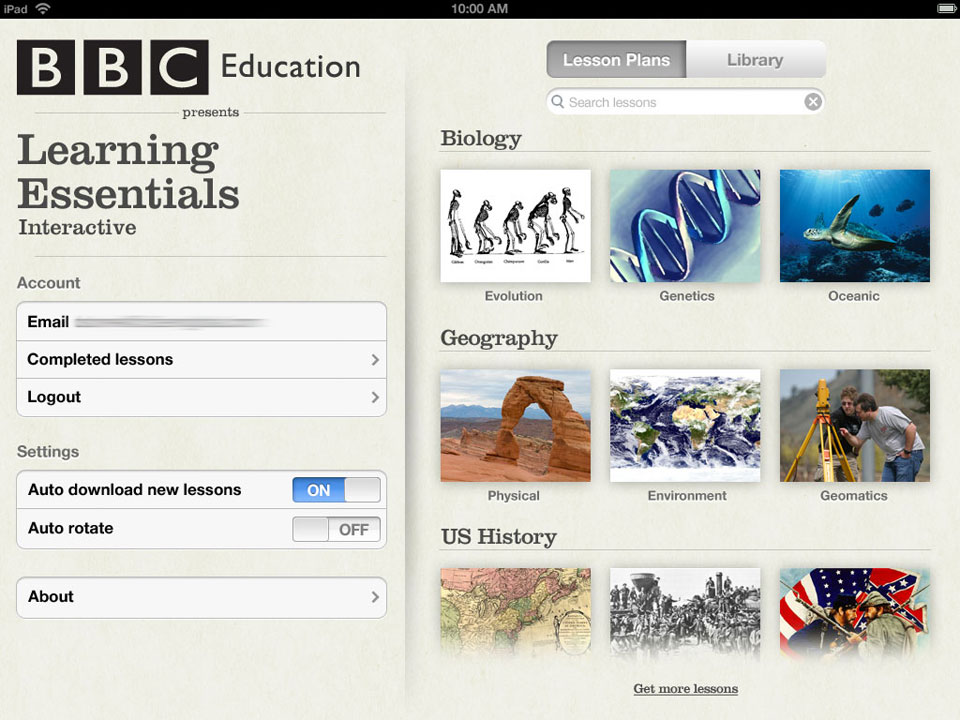 iPad
10:00 AM
BBC Education
presents
Learning
Essentials
Interactive
Account
Email
Completed lessons
Logout
Settings
Auto download new lessons ON
Auto rotate OFF
About
Lesson Plans Library
Search lessons
Biology
Evolution Genetics Oceanic
Geography
Physical Environment Geomatics
US History
Get more lessons